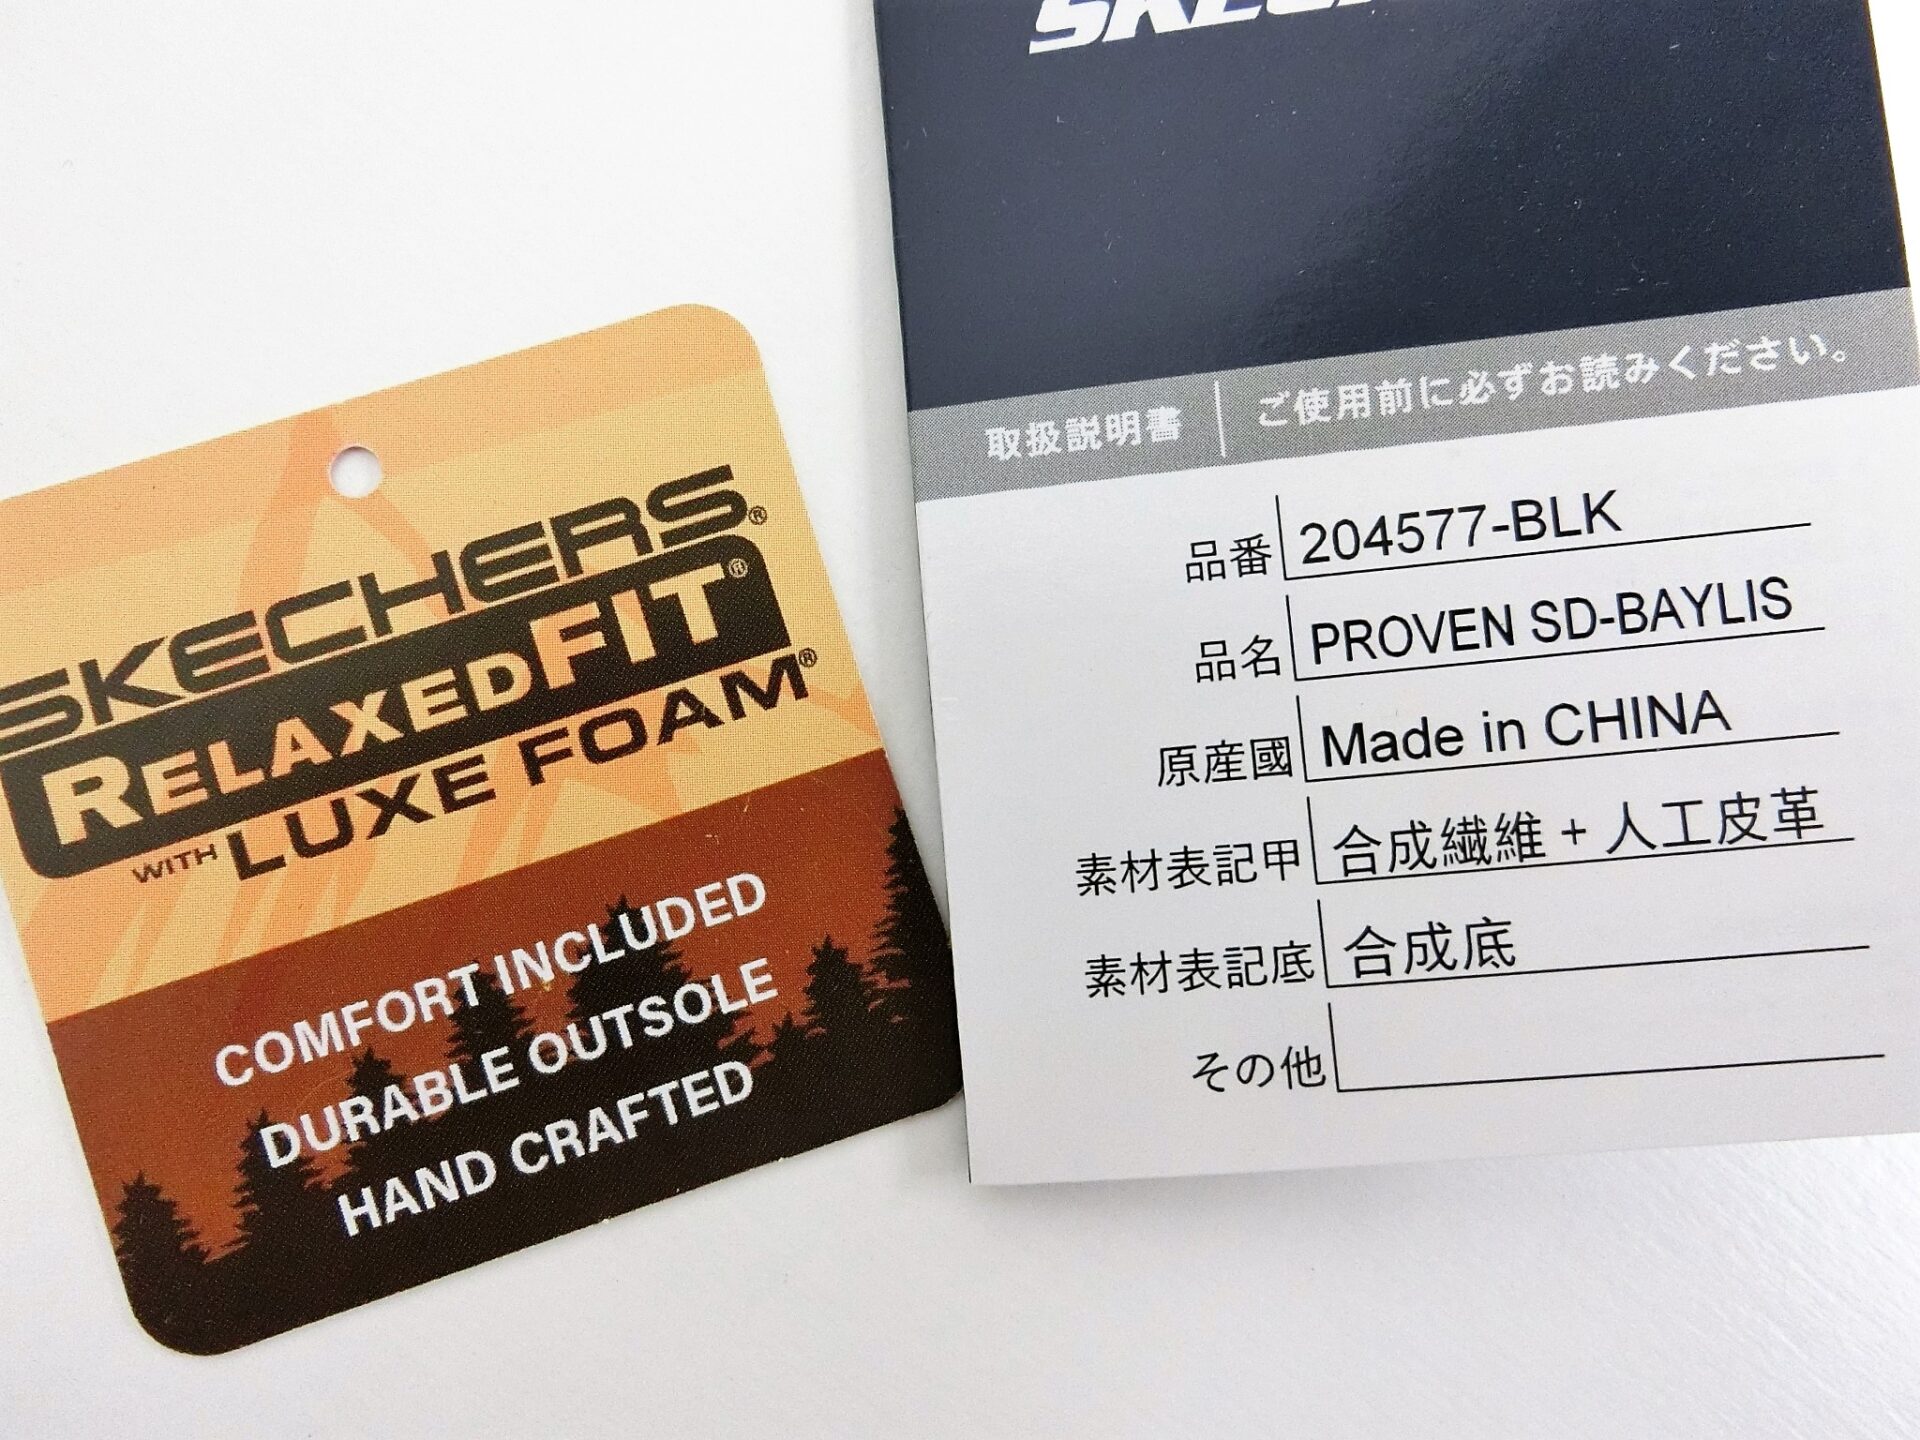 SKECHERS®
RELAXED FIT®
WITH LUXE FOAM®
COMFORT INCLUDED
DURABLE OUTSOLE
HAND CRAFTED
取扱説明書 ご使用前に必ずお読みください。
品番 204577-BLK
品名 PROVEN SD-BAYLIS
原産國 Made in CHINA
素材表記甲 合成繊維 + 人工皮革
素材表記底 合成底
その他